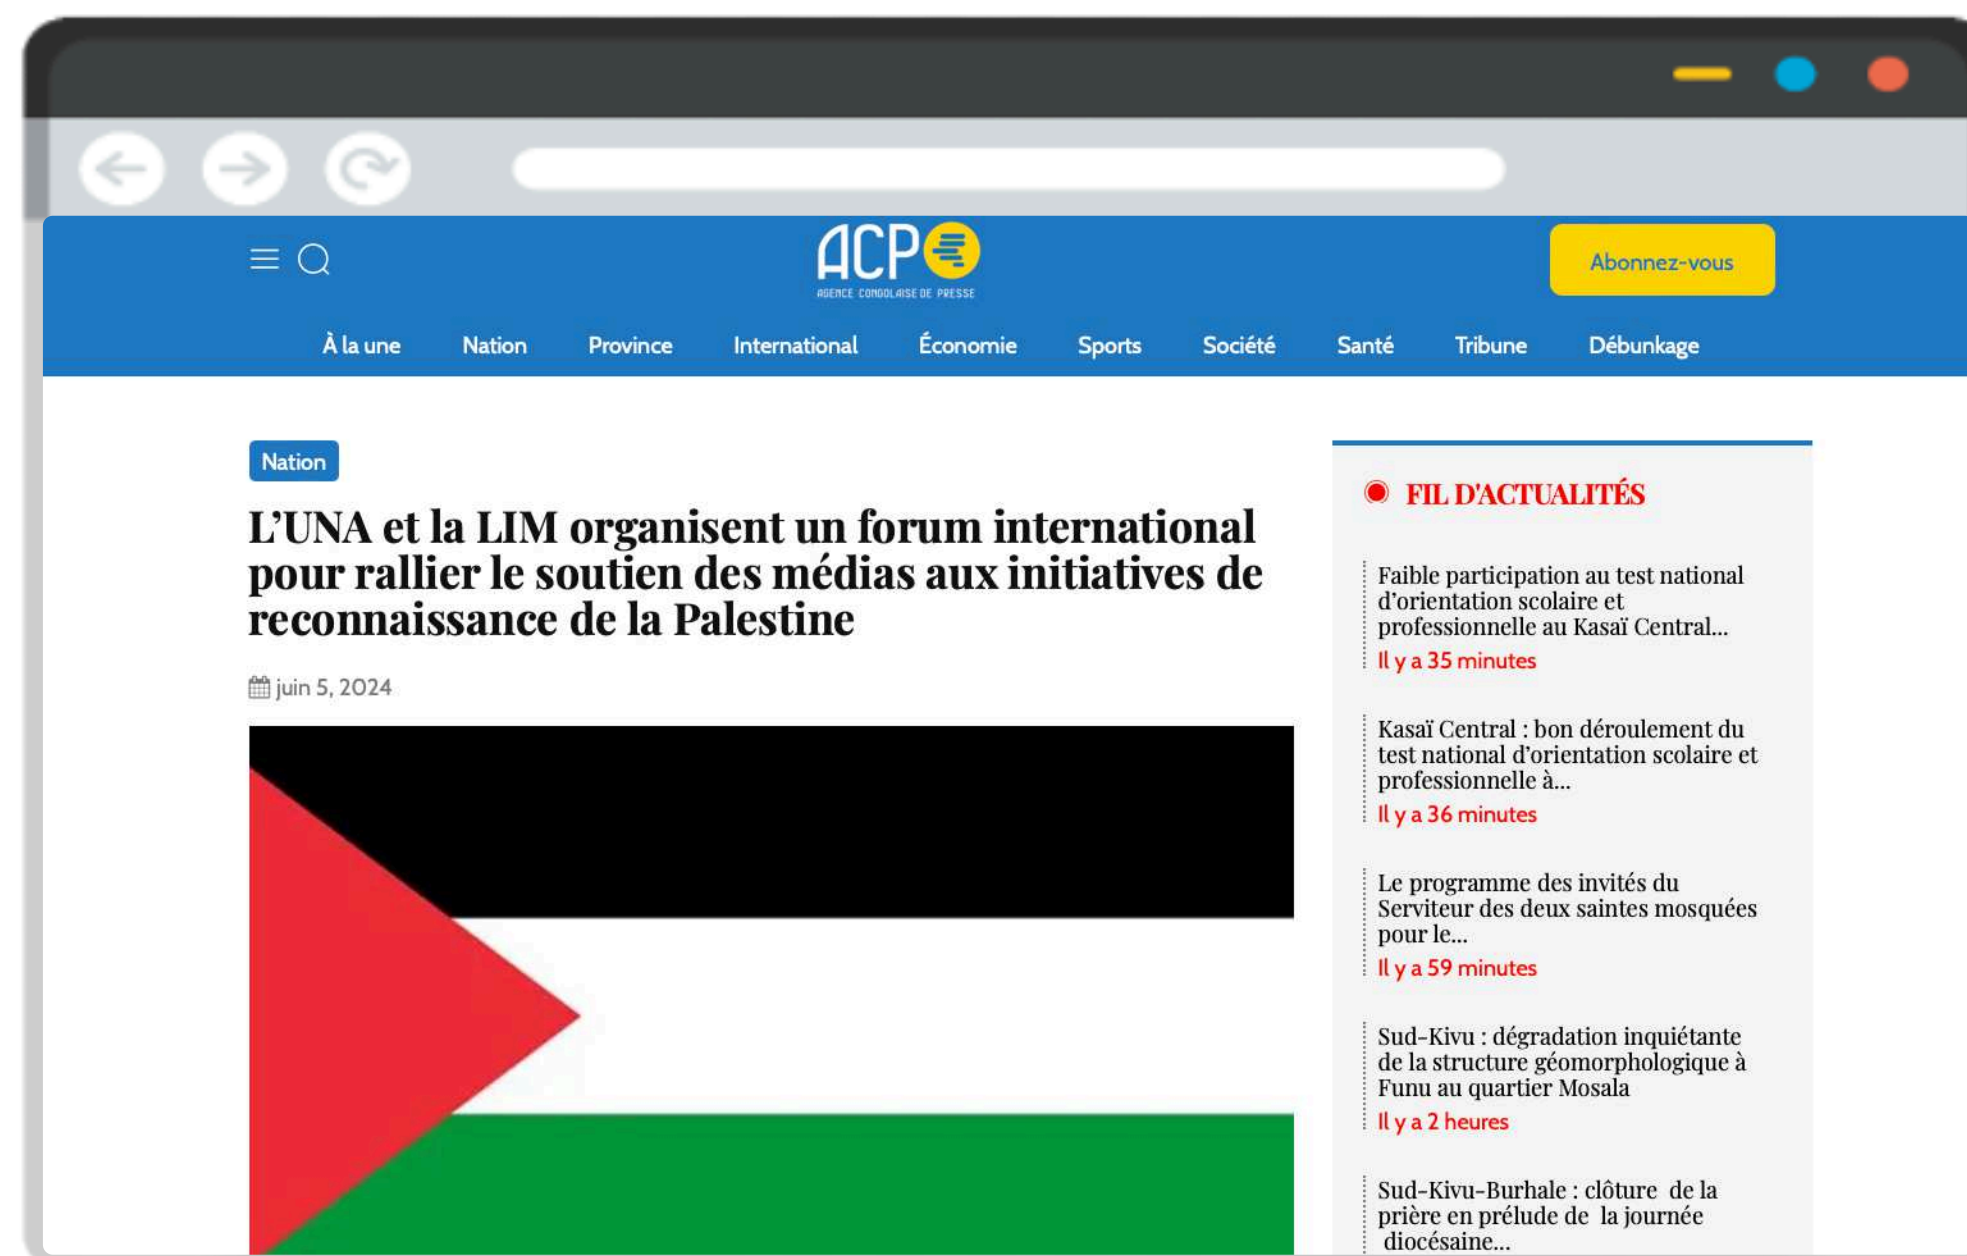 ACP
AGENCE CONGOLAISE DE PRESSE
Abonnez-vous
À la une Nation Province International Économie Sports Société Santé Tribune Débunkage
Nation
L’UNA et la LIM organisent un forum international
pour rallier le soutien des médias aux initiatives de
reconnaissance de la Palestine
juin 5, 2024
FIL D'ACTUALITÉS
Faible participation au test national
d’orientation scolaire et
professionnelle au Kasaï Central...
Il y a 35 minutes
Kasaï Central : bon déroulement du
test national d’orientation scolaire et
professionnelle à...
Il y a 36 minutes
Le programme des invités du
Serviteur des deux saintes mosquées
pour le...
Il y a 59 minutes
Sud-Kivu : dégradation inquiétante
de la structure géomorphologique à
Funu au quartier Mosala
Il y a 2 heures
Sud-Kivu-Burhale : clôture de la
prière en prélude de la journée
diocésaine...